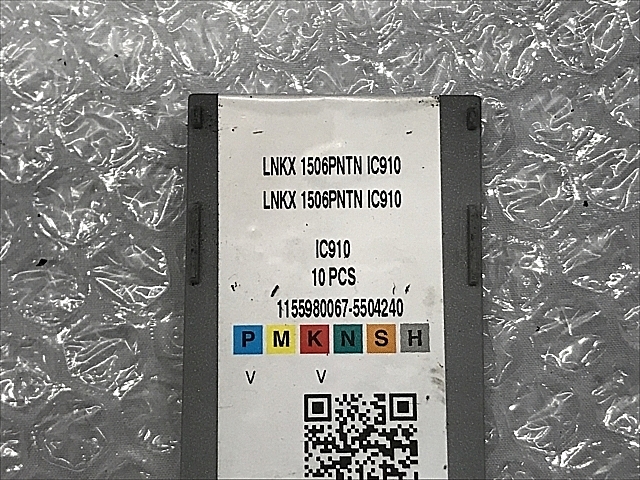 LNKX 1506PNTN IC910
LNKX 1506PNTN IC910
IC910
10 PCS
1155980067-5504240
P M K N S H
V V